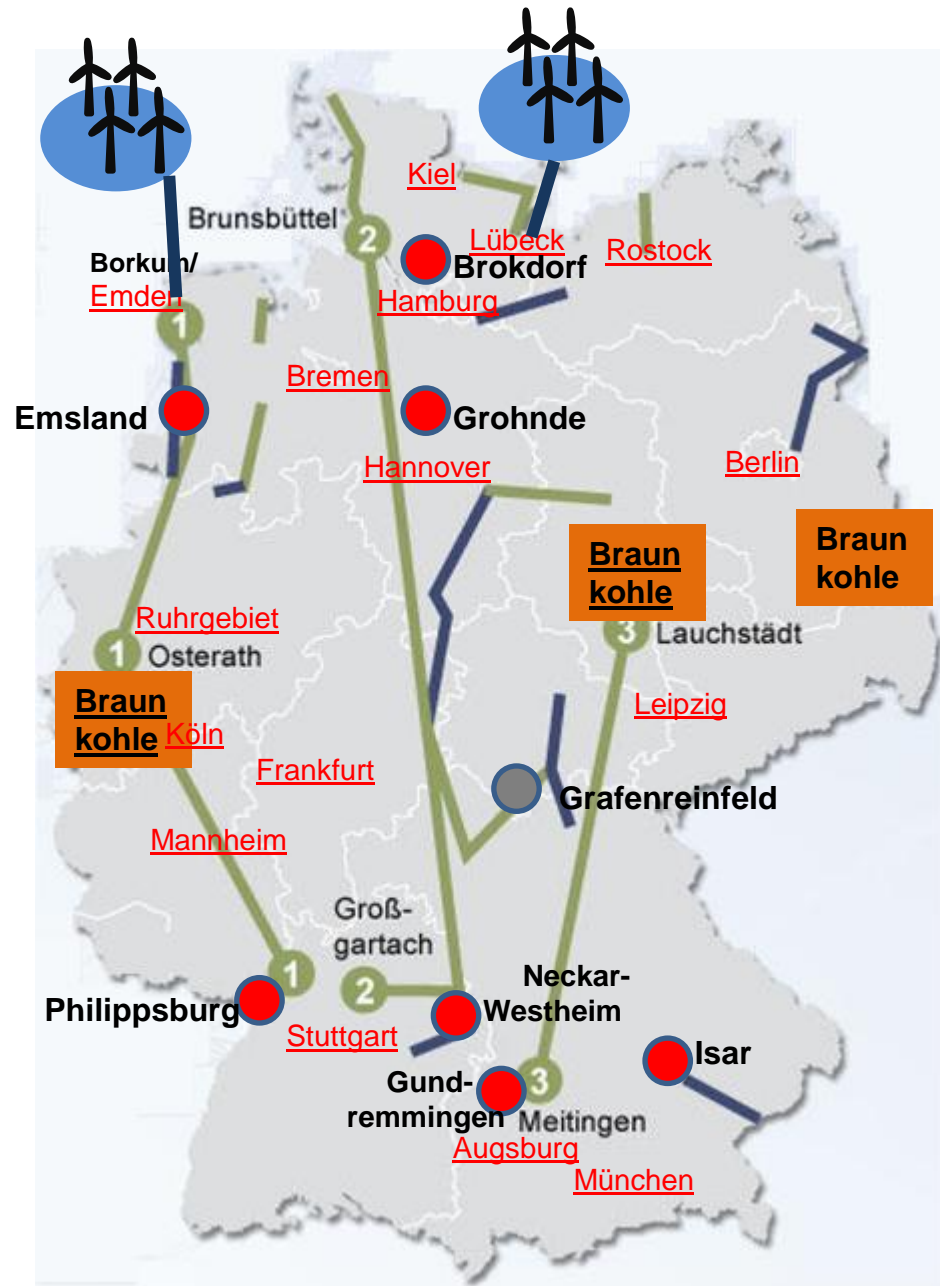 Kiel
Brunsbüttel
2
Lübeck
Rostock
Borkum/
Brokdorf
Emden
Hamburg
1
Bremen
Emsland
Grohnde
Hannover
Berlin
Braun
kohle
Braun
kohle
Ruhrgebiet
1
Osterath
3
Lauchstädt
Braun
kohle
Köln
Leipzig
Frankfurt
Grafenreinfeld
Mannheim
Groß-
gartach
1
2
Neckar-
Westheim
Philippsburg
Stuttgart
Isar
Gund-
remmingen
3
Meitingen
Augsburg
München